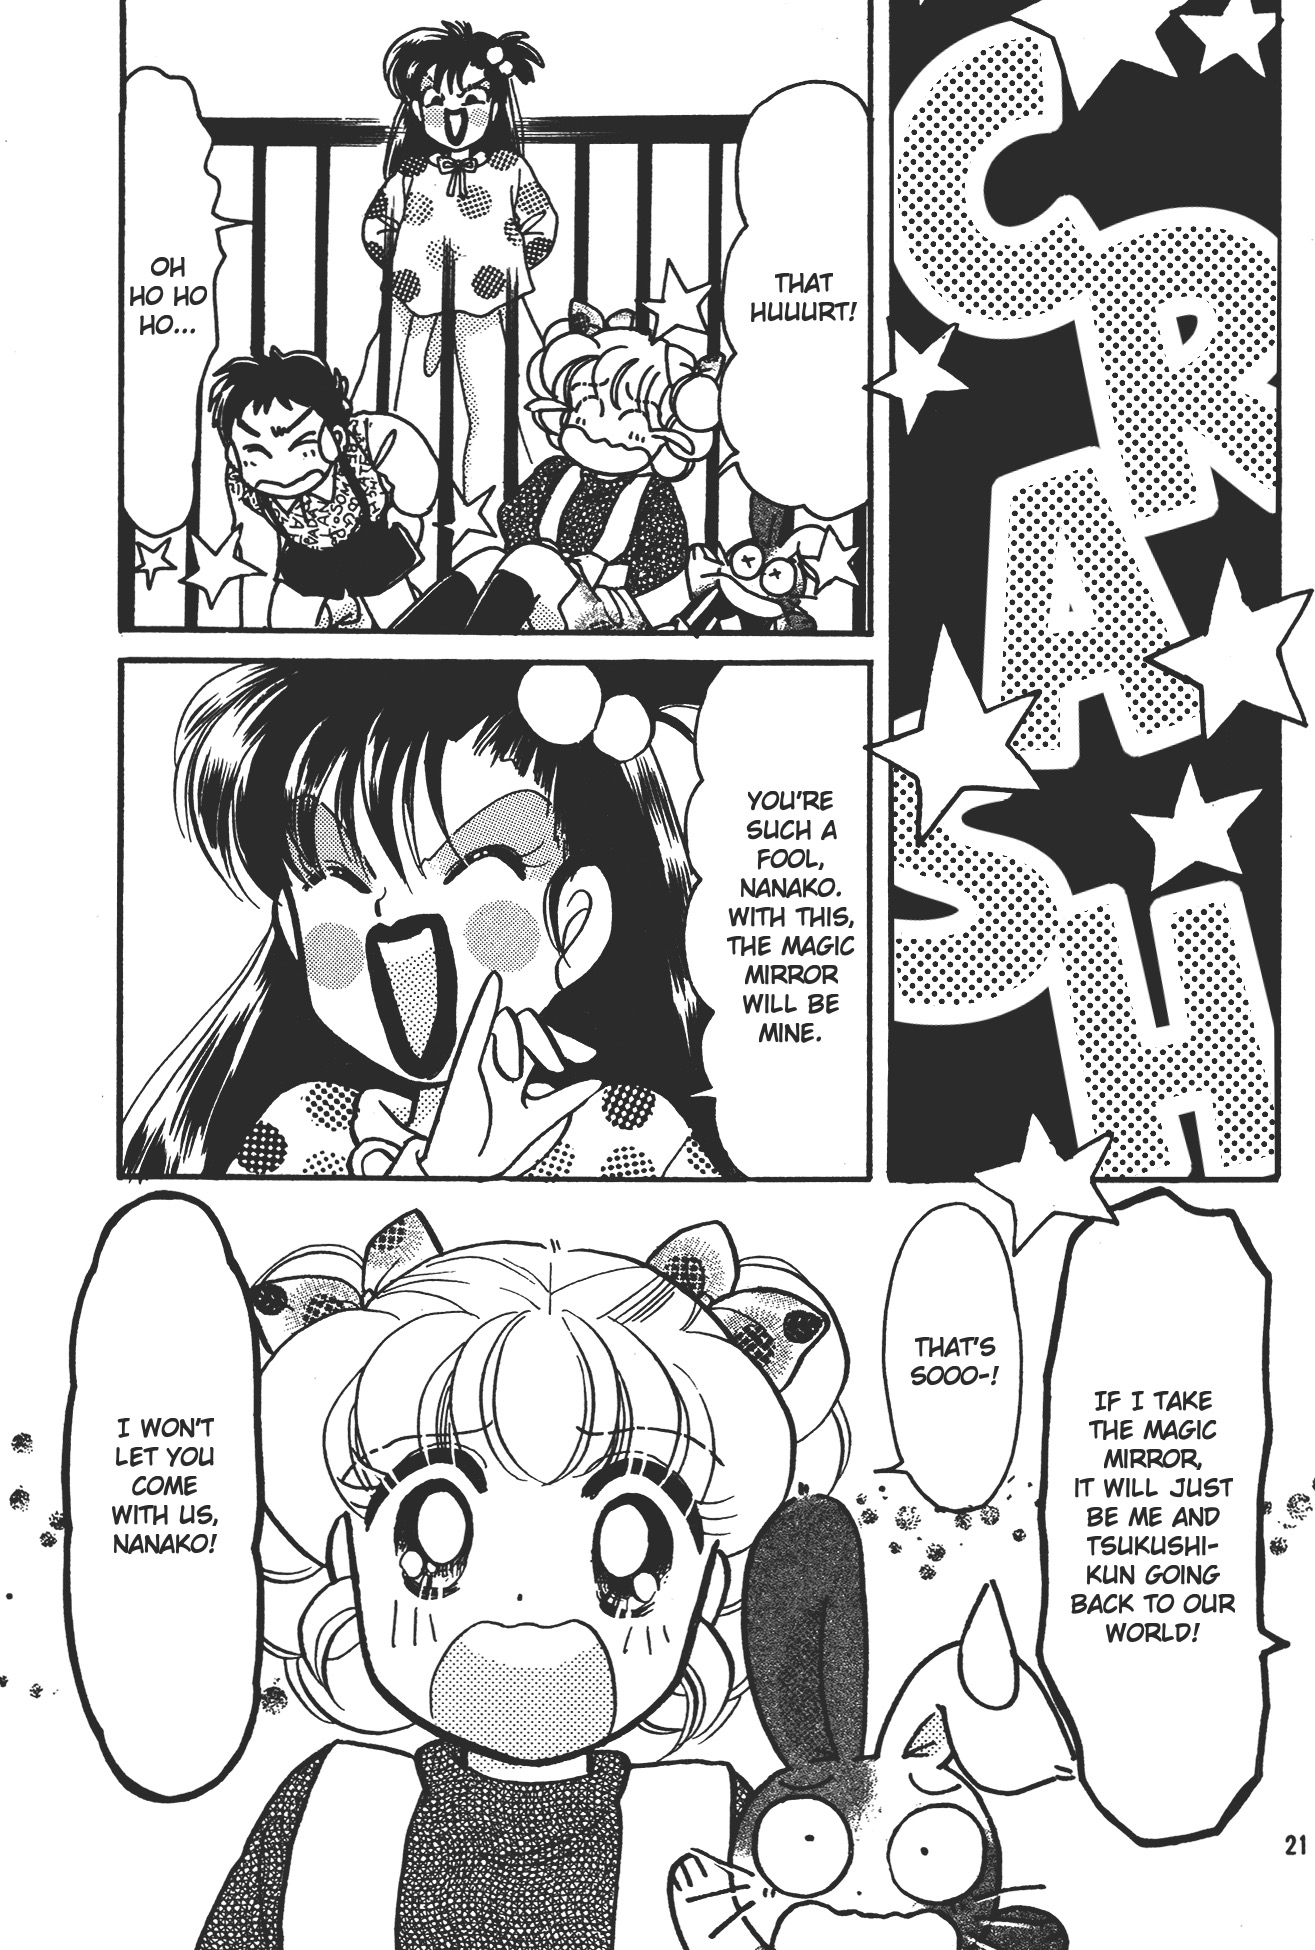 CRASH
THAT
HUUURT!
OH
HO HO
HO...
YOU'RE
SUCH A
FOOL,
NANAKO.
WITH THIS,
THE MAGIC
MIRROR
WILL BE
MINE.
IF I TAKE
THE MAGIC
MIRROR,
IT WILL JUST
BE ME AND
TSUKUSHI-
KUN GOING
BACK TO OUR
WORLD!
THAT'S
SOOO-!
I WON'T
LET YOU
COME
WITH US,
NANAKO!
21